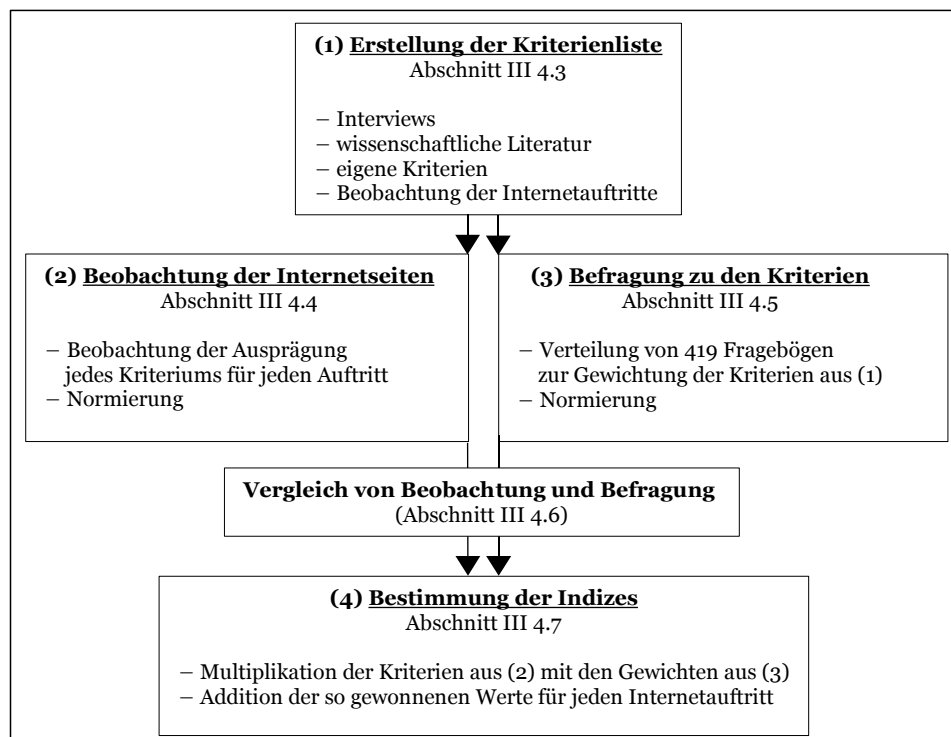 (1) Erstellung der Kriterienliste
Abschnitt III 4.3
– Interviews
– wissenschaftliche Literatur
– eigene Kriterien
– Beobachtung der Internetauftritte
(2) Beobachtung der Internetseiten
Abschnitt III 4.4
– Beobachtung der Ausprägung
jedes Kriteriums für jeden Auftritt
– Normierung
(3) Befragung zu den Kriterien
Abschnitt III 4.5
– Verteilung von 419 Fragebögen
zur Gewichtung der Kriterien aus (1)
– Normierung
Vergleich von Beobachtung und Befragung
(Abschnitt III 4.6)
(4) Bestimmung der Indizes
Abschnitt III 4.7
– Multiplikation der Kriterien aus (2) mit den Gewichten aus (3)
– Addition der so gewonnenen Werte für jeden Internetauftritt